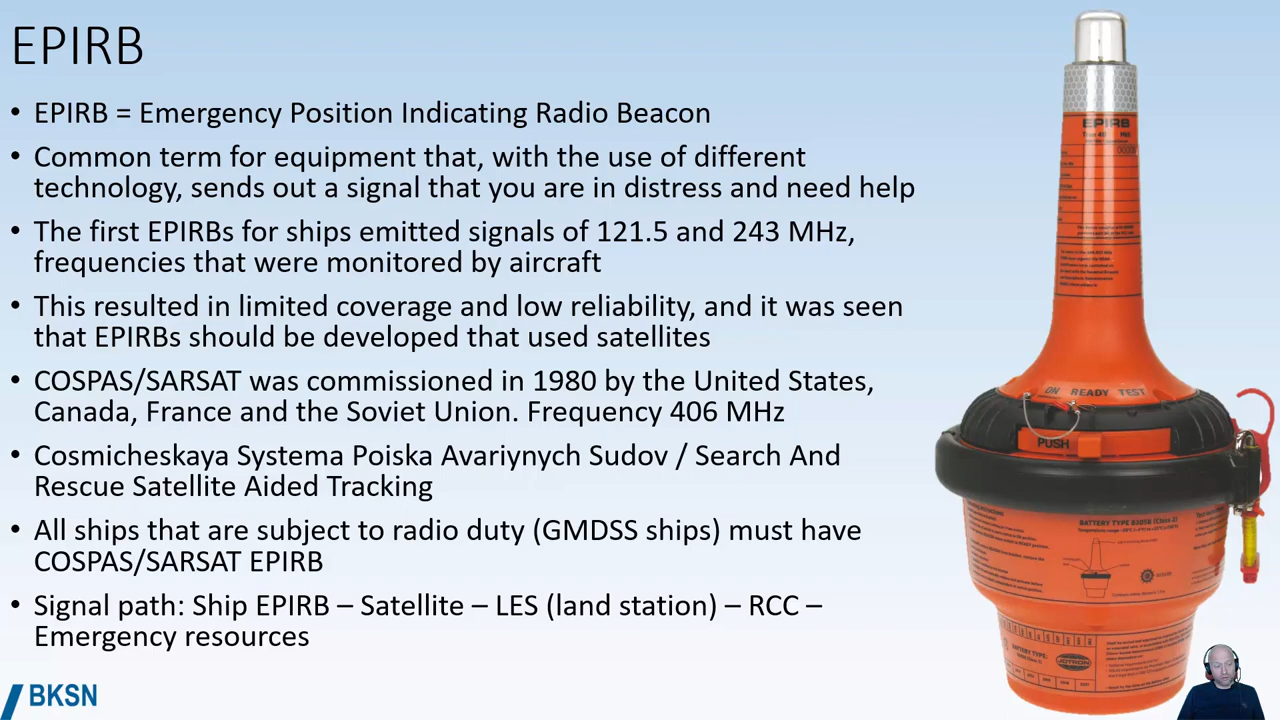 EPIRB
• EPIRB = Emergency Position Indicating Radio Beacon
• Common term for equipment that, with the use of different
technology, sends out a signal that you are in distress and need help
• The first EPIRBs for ships emitted signals of 121.5 and 243 MHz,
frequencies that were monitored by aircraft
• This resulted in limited coverage and low reliability, and it was seen
that EPIRBs should be developed that used satellites
• COSPAS/SARSAT was commissioned in 1980 by the United States,
Canada, France and the Soviet Union. Frequency 406 MHz
• Cosmicheskaya Systema Poiska Avariynych Sudov / Search And
Rescue Satellite Aided Tracking
• All ships that are subject to radio duty (GMDSS ships) must have
COSPAS/SARSAT EPIRB
• Signal path: Ship EPIRB – Satellite – LES (land station) – RCC –
Emergency resources
BKSN
EPIRB
ON READY TEST
PUSH
BATTERY TYPE
BATTERY TYPE:
JOTRON